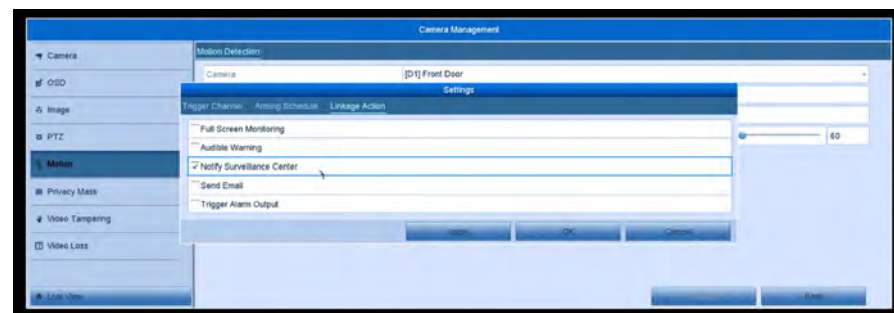 Camera Management
Camera
OSD
Image
PTZ
Motion
Privacy Mask
Video Tampering
Video Loss
Live View
Motion Detection
Camera [D1] Front Door
60
Settings
Trigger Channel Arming Schedule Linkage Action
Full Screen Monitoring
Audible Warning
Notify Surveillance Center
Send Email
Trigger Alarm Output
Apply OK Cancel
Back